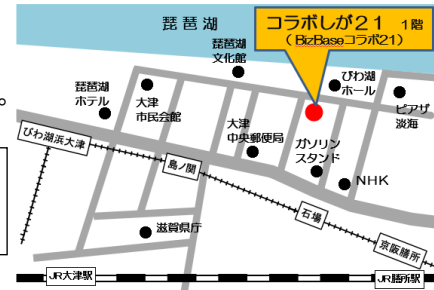 琵琶湖
コラボしが21 1階
(BizBaseコラボ21)
琵琶湖
文化館
びわ湖
ホール
琵琶湖
ホテル
大津
市民会館
ピアザ
淡海
びわ湖浜大津
大津
中央郵便局
ガソリン
スタンド
島ノ関
NHK
石場
滋賀県庁
京阪膳所
JR大津駅
JR膳所駅